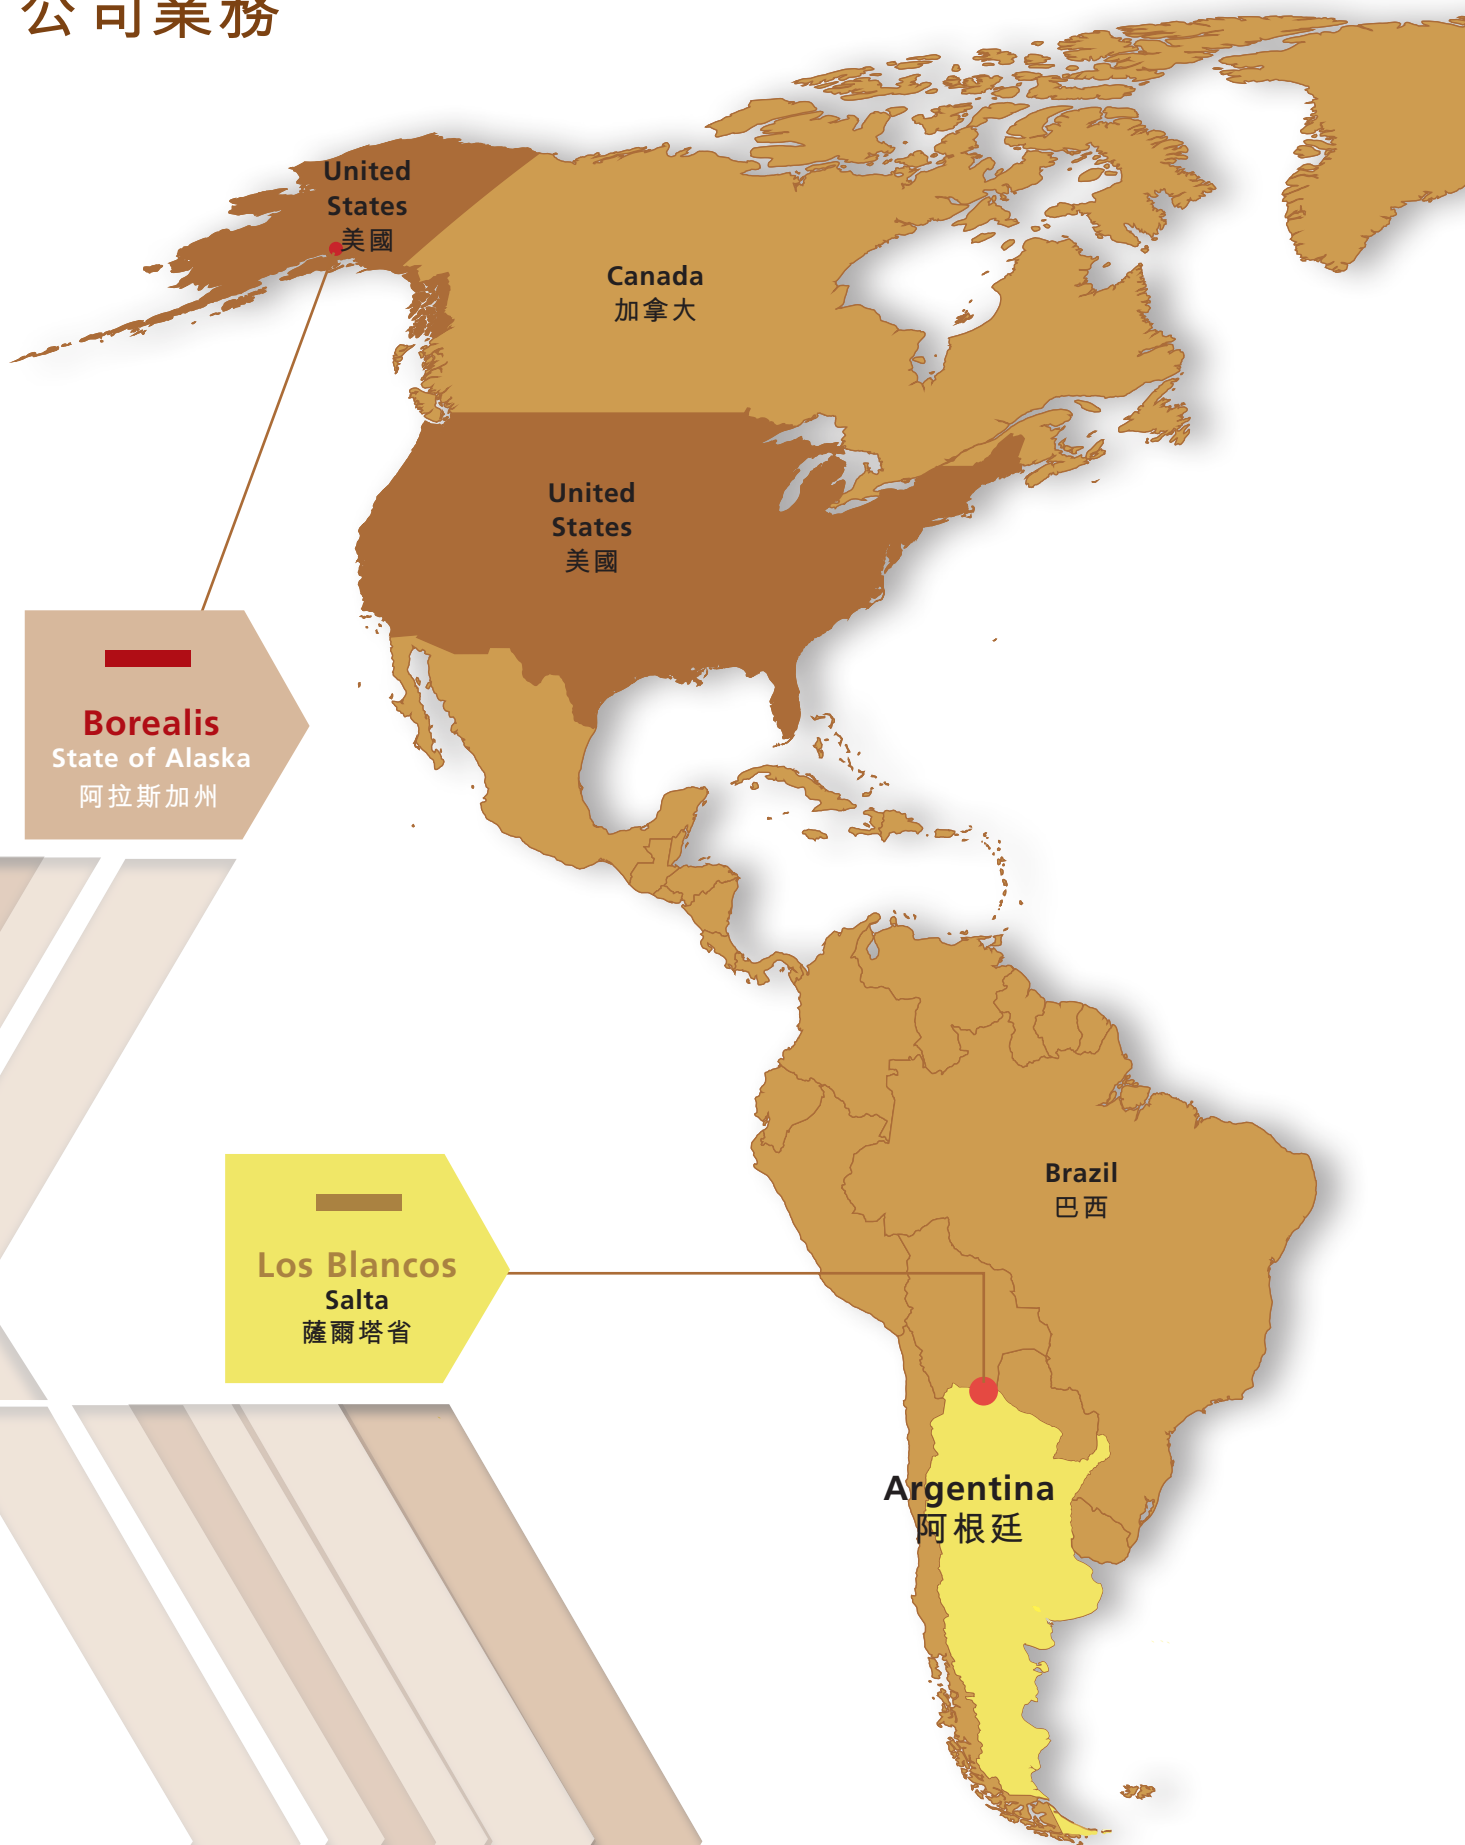 公司業務
United
States
美國
Canada
加拿大
United
States
美國
Borealis
State of Alaska
阿拉斯加州
Brazil
巴西
Los Blancos
Salta
薩爾塔省
Argentina
阿根廷